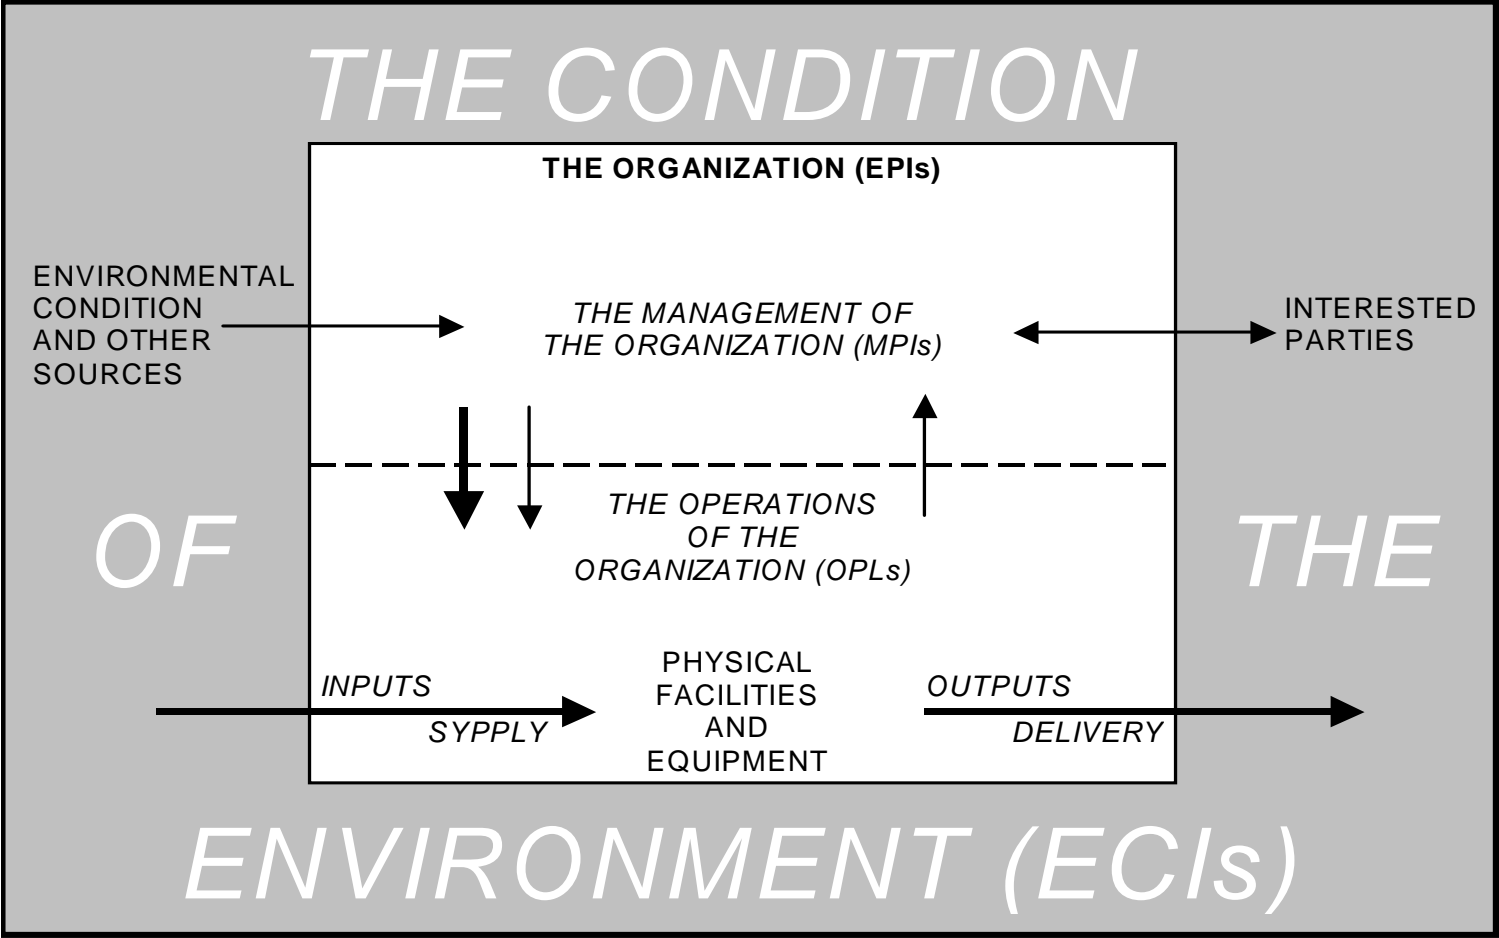 THE CONDITION
THE ORGANIZATION (EPIs)
ENVIRONMENTAL
CONDITION
AND OTHER
SOURCES
THE MANAGEMENT OF
THE ORGANIZATION (MPIs)
INTERESTED
PARTIES
OF
THE
THE OPERATIONS
OF THE
ORGANIZATION (OPLs)
INPUTS
SYPPLY
PHYSICAL
FACILITIES
AND
EQUIPMENT
OUTPUTS
DELIVERY
ENVIRONMENT (ECIs)